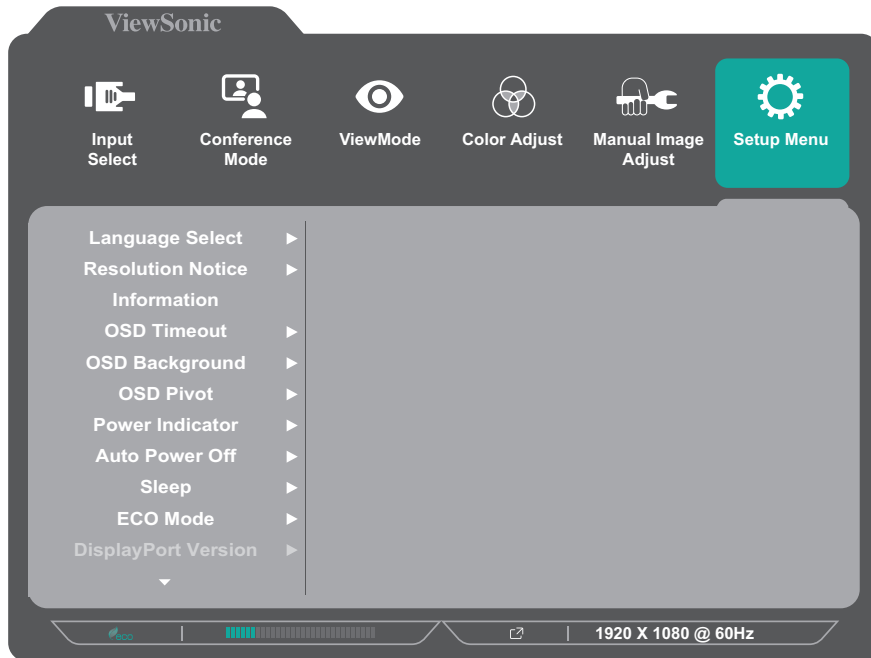 ViewSonic
Input
Select
Conference
Mode
ViewMode
Color Adjust
Manual Image
Adjust
Setup Menu
Language Select
Resolution Notice
Information
OSD Timeout
OSD Background
OSD Pivot
Power Indicator
Auto Power Off
Sleep
ECO Mode
DisplayPort Version
eco
1920 X 1080 @ 60Hz